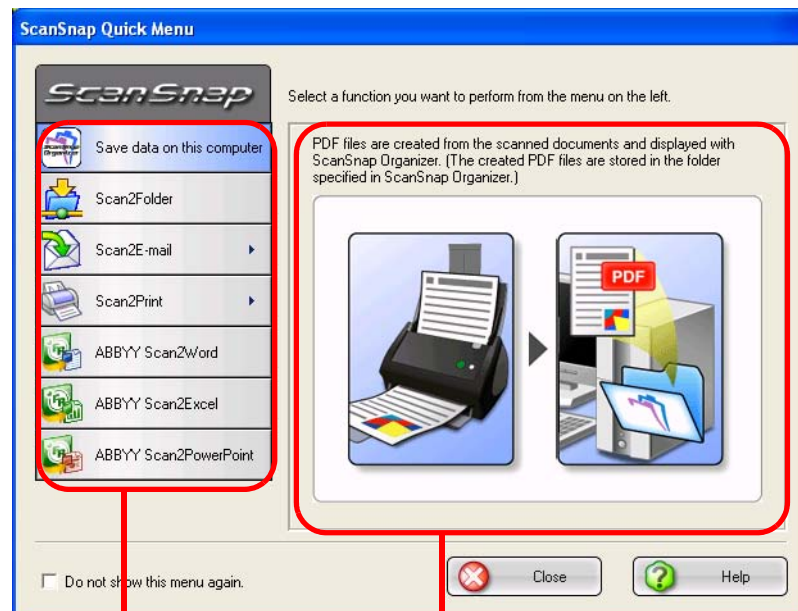 ScanSnap Quick Menu
ScanSnap
Select a function you want to perform from the menu on the left.
Save data on this computer
Scan2Folder
Scan2E-mail
Scan2Print
ABBYY Scan2Word
ABBYY Scan2Excel
ABBYY Scan2PowerPoint
PDF files are created from the scanned documents and displayed with
ScanSnap Organizer. (The created PDF files are stored in the folder
specified in ScanSnap Organizer.)
PDF
Do not show this menu again.
Close
Help